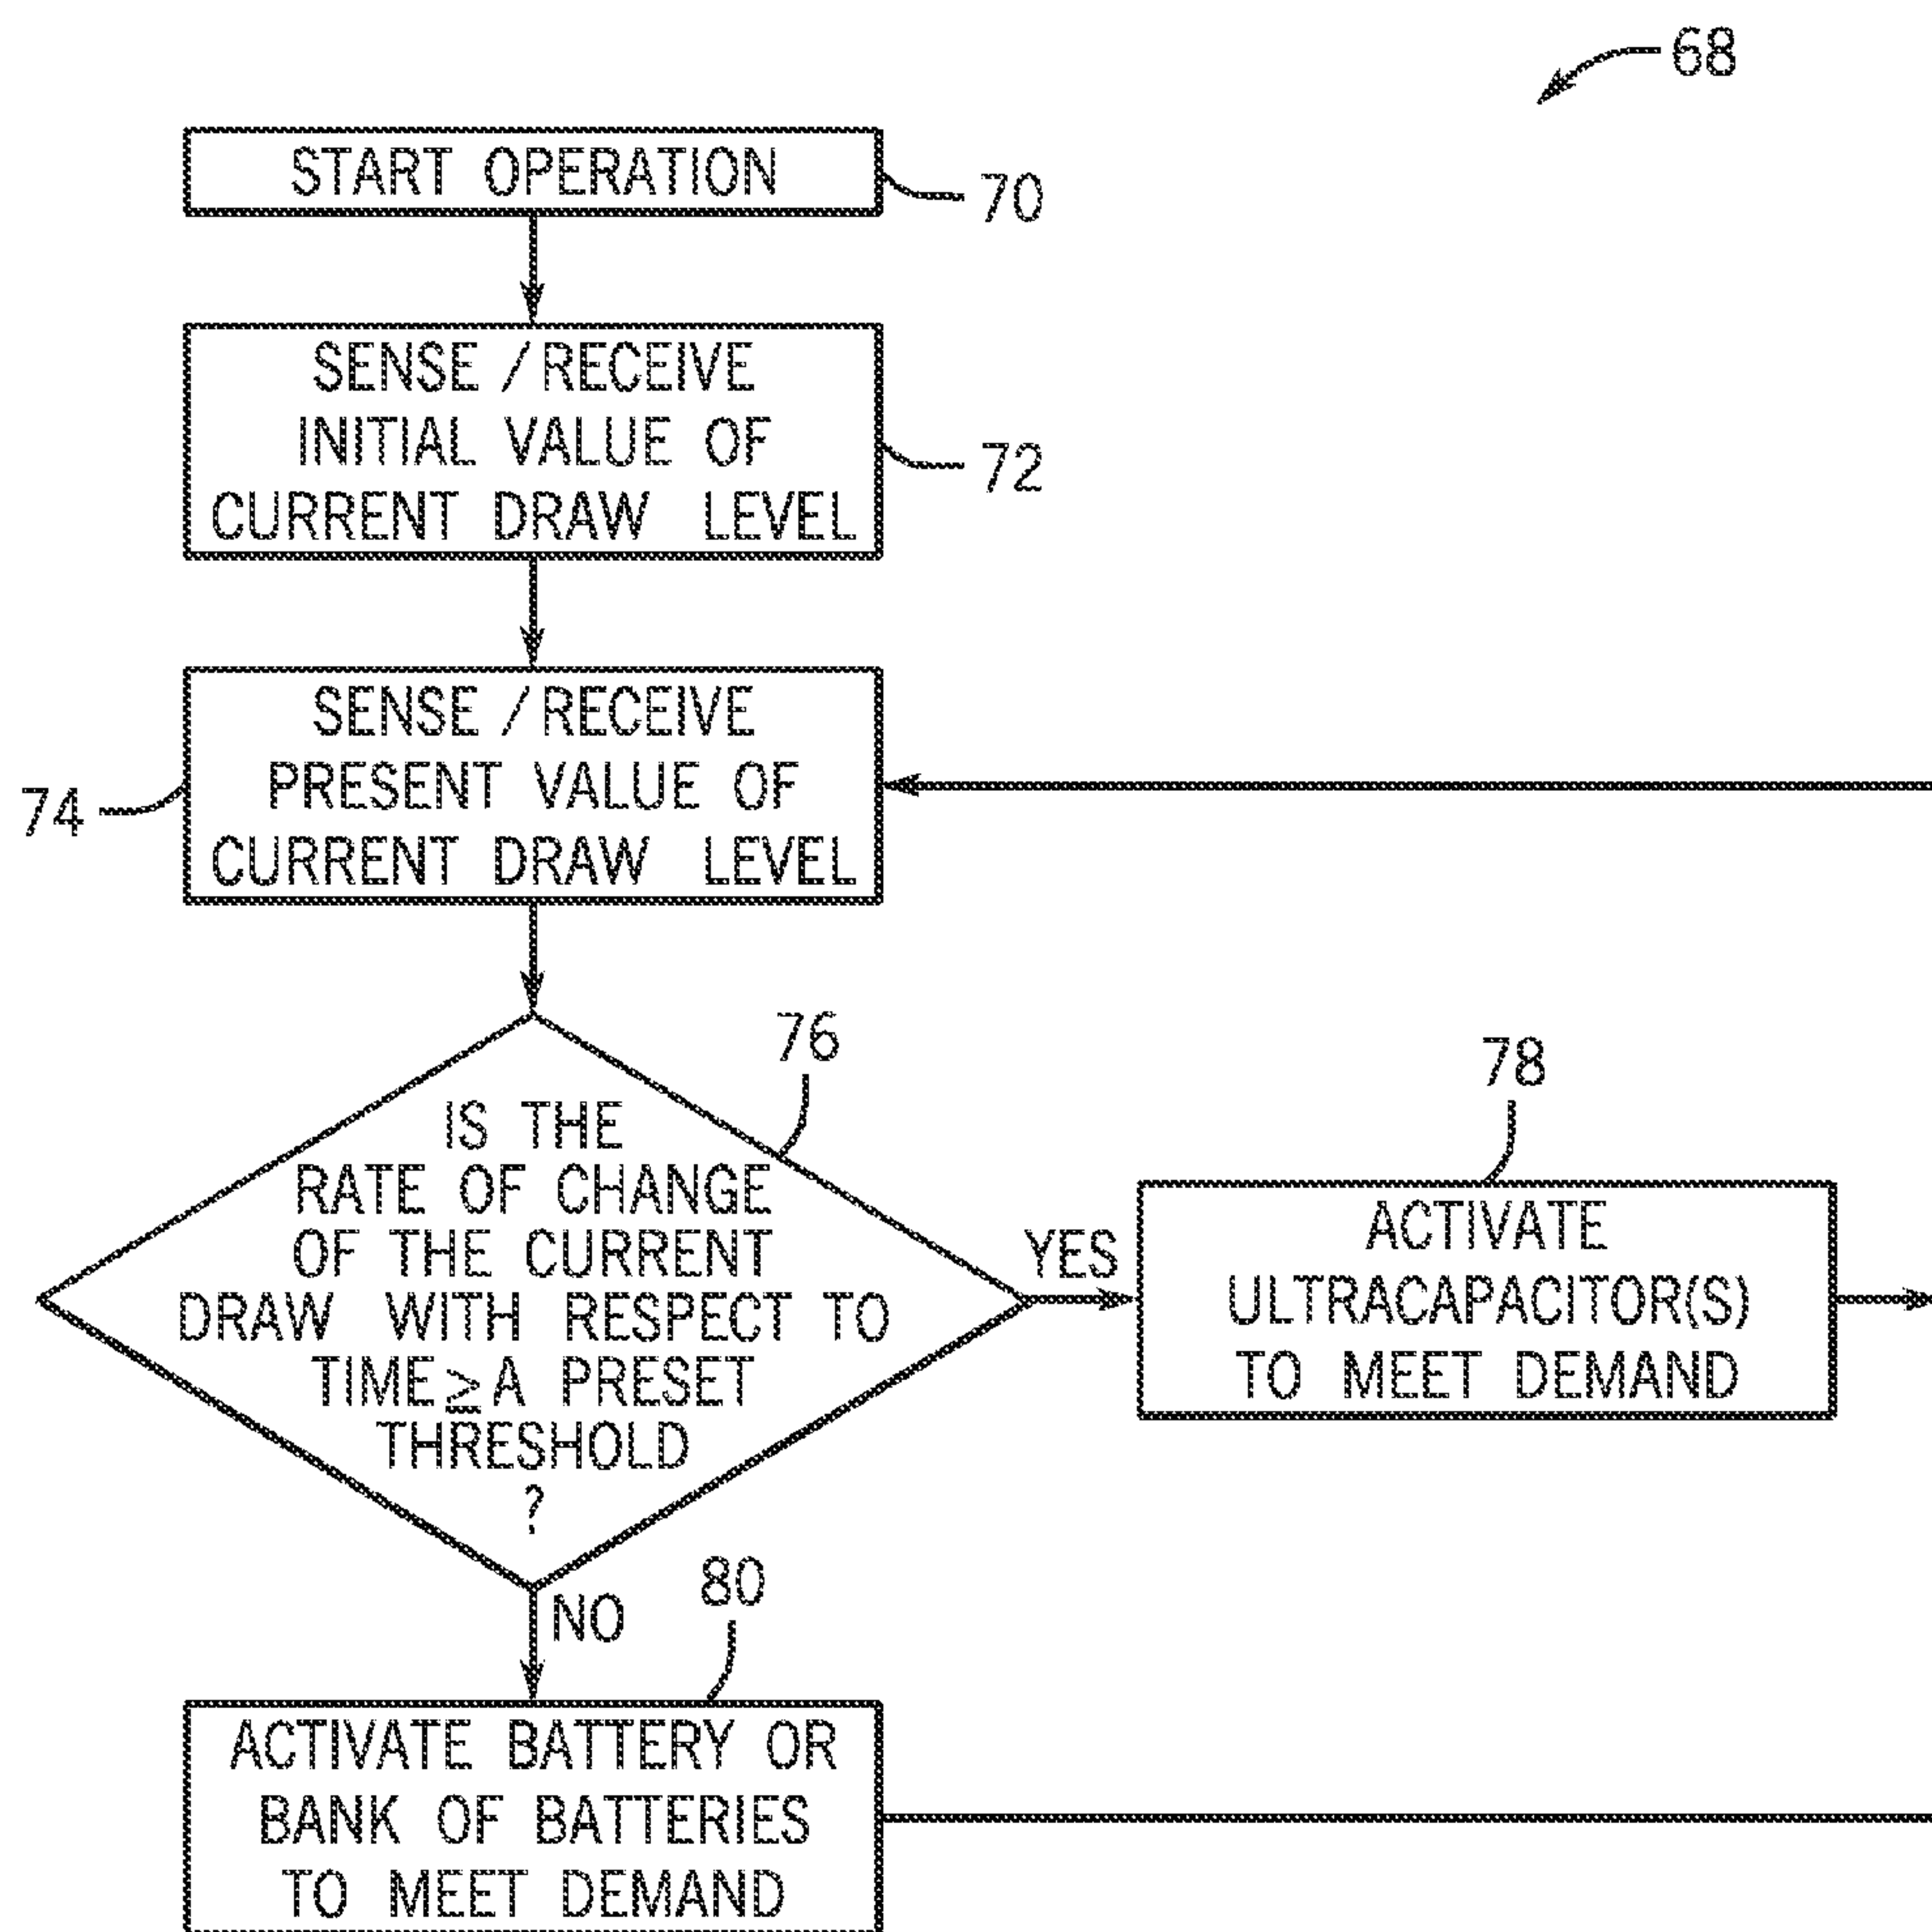 68
START OPERATION
70
SENSE / RECEIVE
INITIAL VALUE OF
CURRENT DRAW LEVEL
72
SENSE / RECEIVE
PRESENT VALUE OF
CURRENT DRAW LEVEL
74
76
IS THE
RATE OF CHANGE
OF THE CURRENT
DRAW WITH RESPECT TO
TIME ≥ A PRESET
THRESHOLD
?
YES
78
ACTIVATE
ULTRACAPACITOR(S)
TO MEET DEMAND
NO
80
ACTIVATE BATTERY OR
BANK OF BATTERIES
TO MEET DEMAND